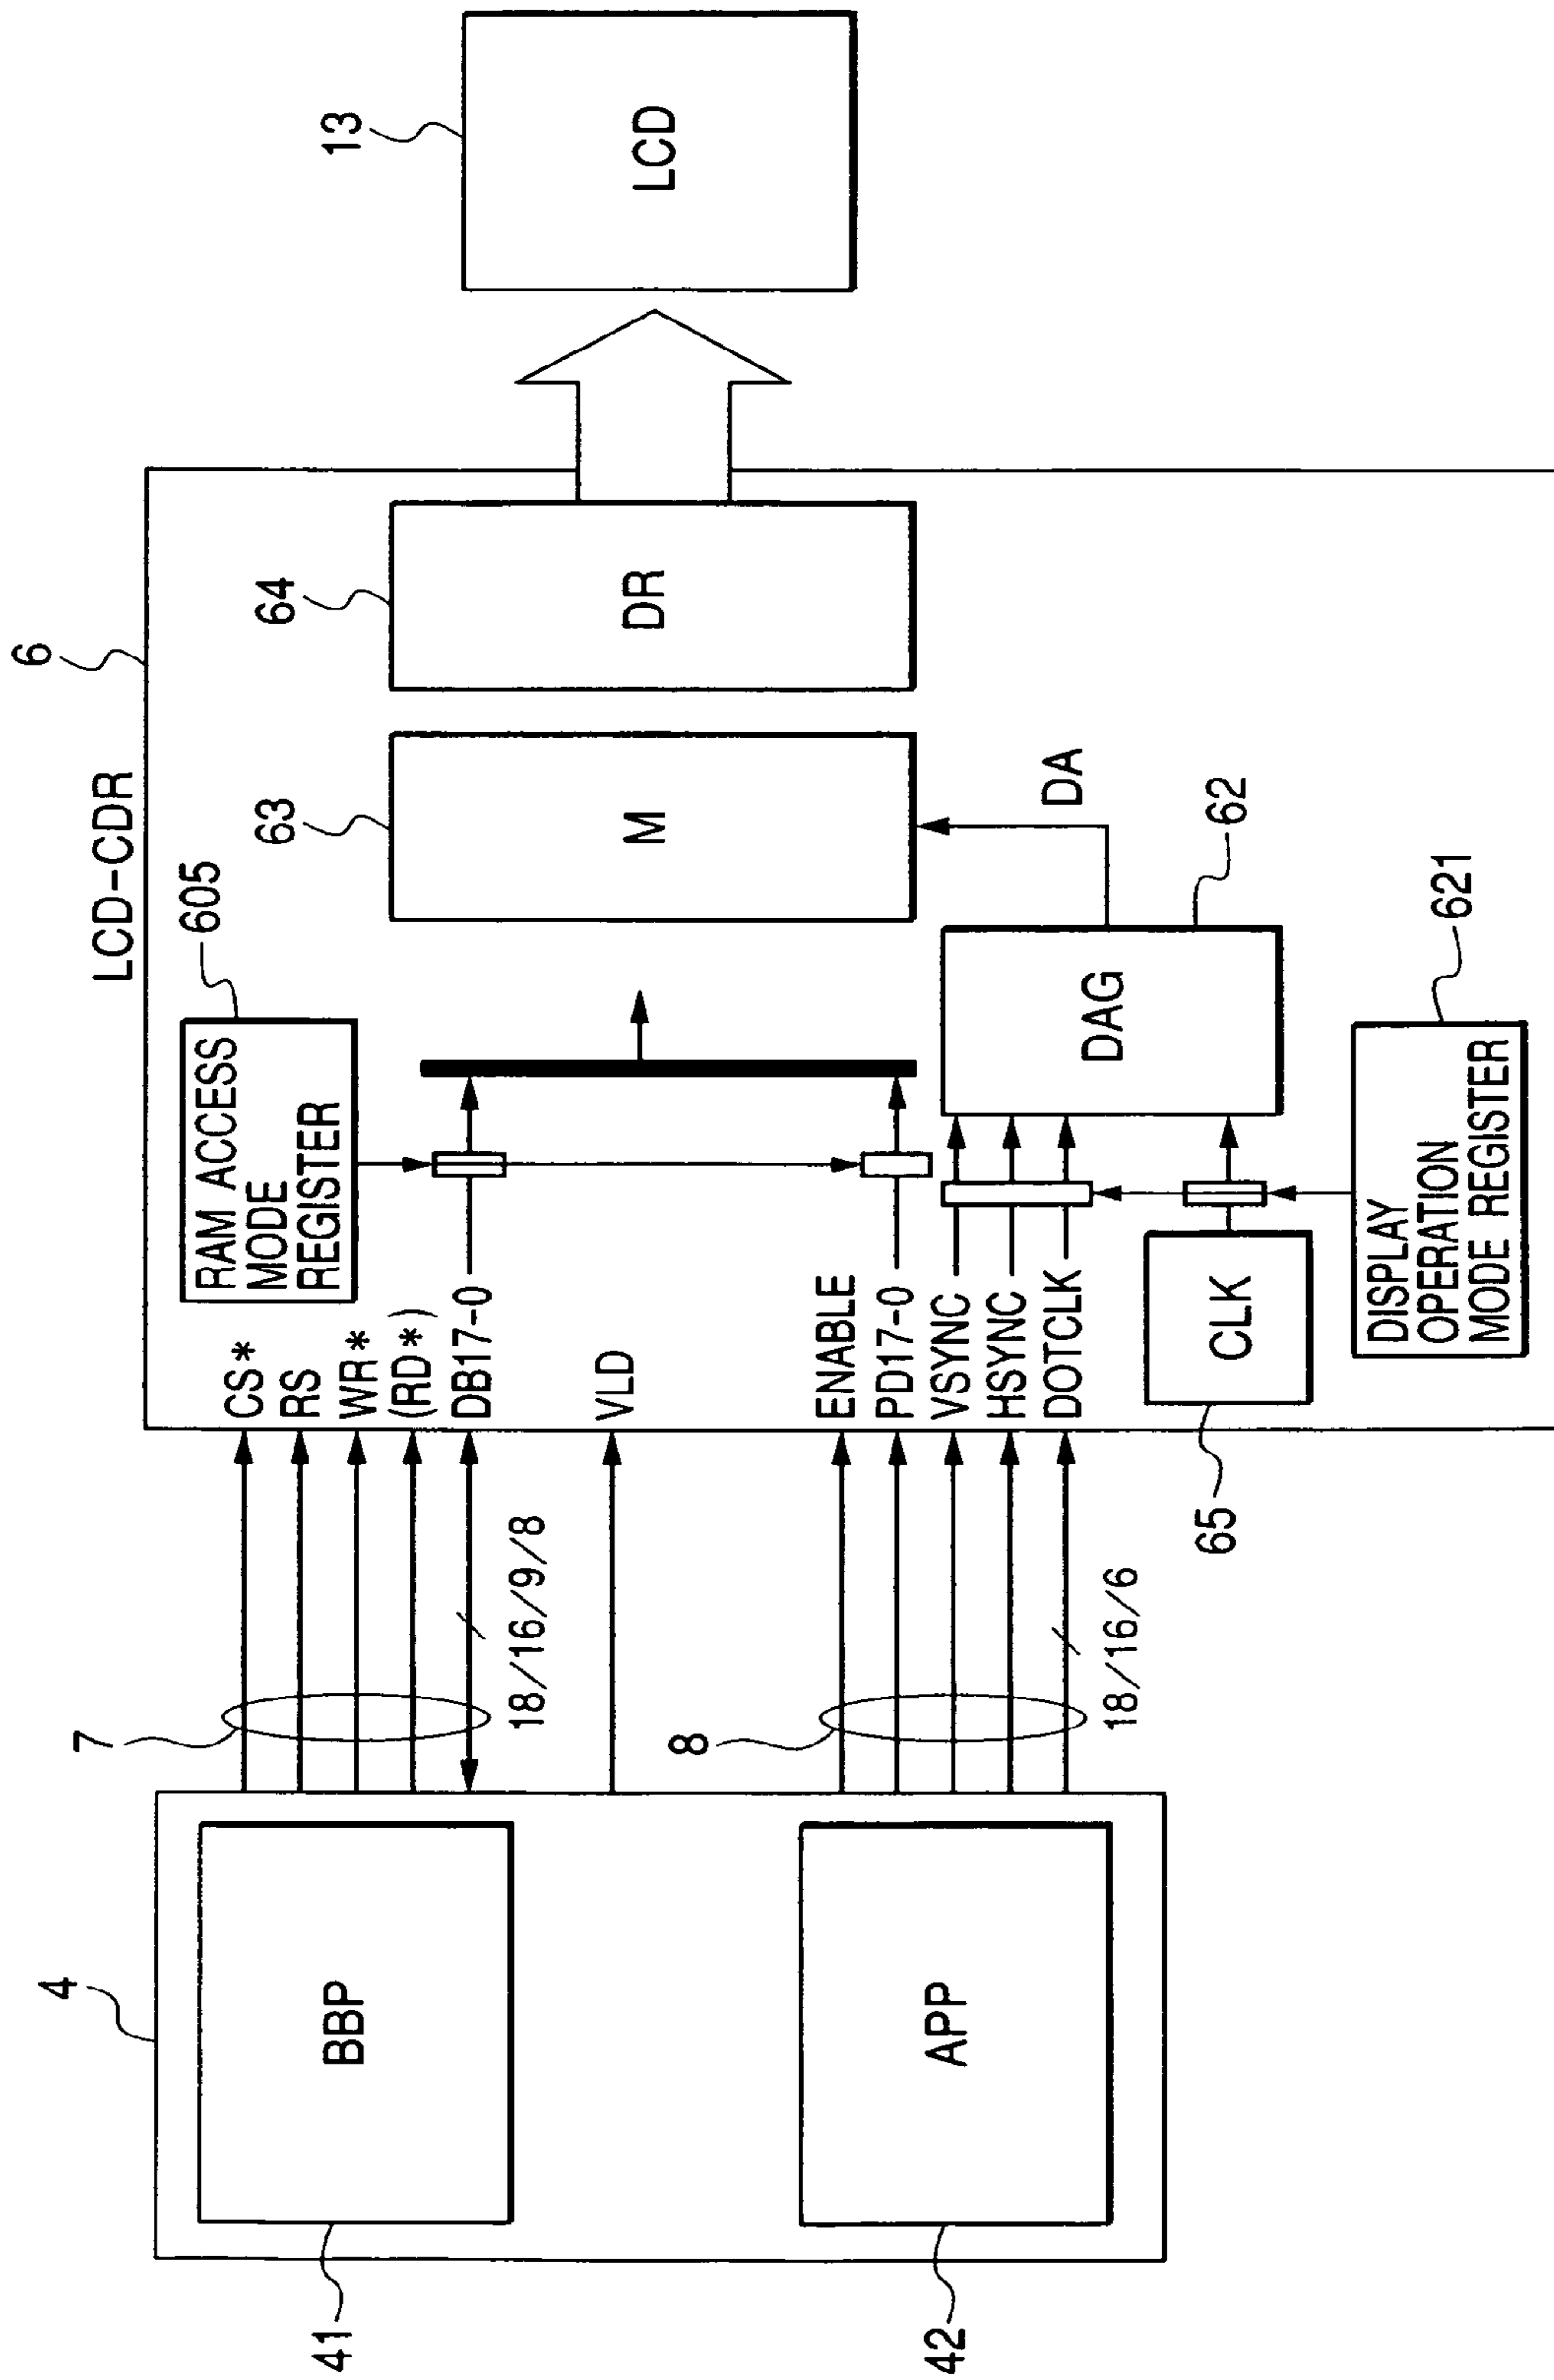 4
41
BBP
42
APP
7
18/16/9/8
8
18/16/6
LCD-CDR
6
CS*
RS
WR*
(RD*)
DB17-0
VLD
ENABLE
PD17-0
VSYNC
HSYNC
DOTCLK
RAM ACCESS
MODE
REGISTER
605
65
CLK
DISPLAY
OPERATION
MODE REGISTER
621
DAG
62
DA
63
M
64
DR
13
LCD